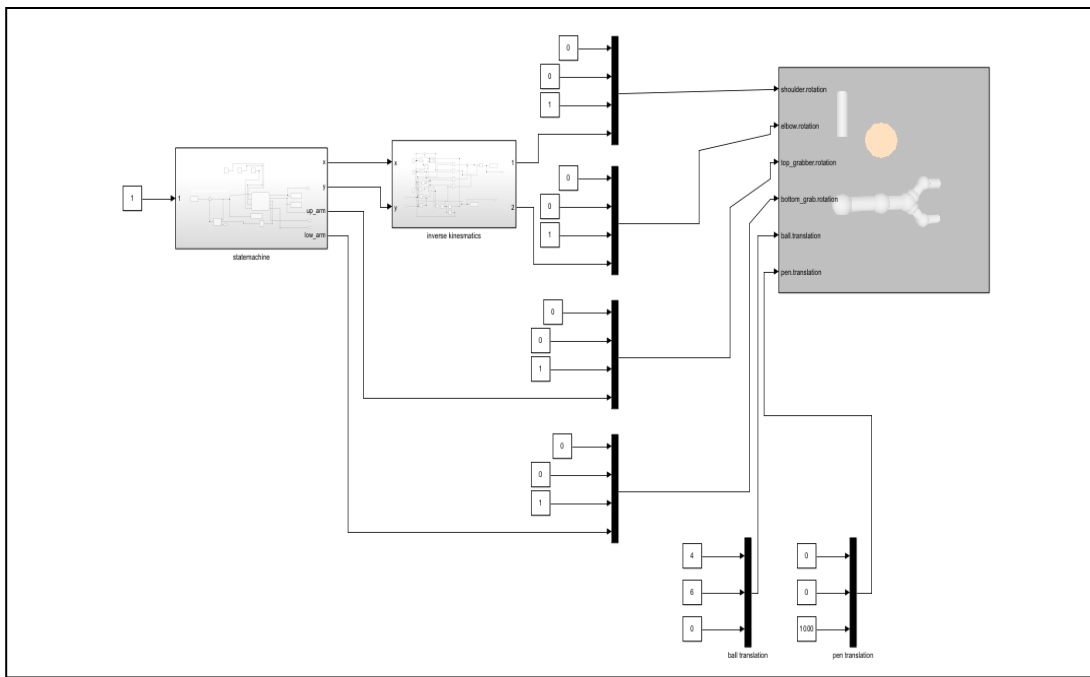 0
0
1
shoulder.rotation
elbow.rotation
top_grabber.rotation
bottom_grab.rotation
ball.translation
pen.translation
1
1
x
y
up_arm
low_arm
statemachine
x
y
1
2
inverse kinesmatics
0
0
1
0
0
1
0
0
1
4
6
0
ball translation
0
0
1000
pen translation